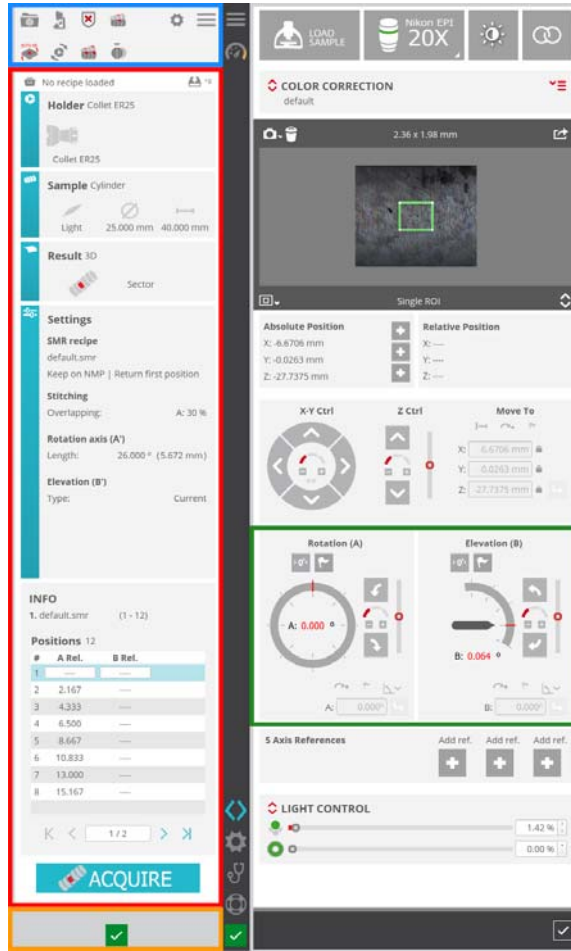 No recipe loaded
Holder Collet ER25
Collet ER25
Sample Cylinder
Light 25.000 mm 40.000 mm
Result 3D
Sector
Settings
SMR recipe
default.smr
Keep on NMP | Return first position
Stitching
Overlapping: A: 30 %
Rotation axis (A')
Length: 26.000 º (5.672 mm)
Elevation (B')
Type: Current
INFO
1. default.smr (1 - 12)
Positions 12
# A Rel. B Rel.
1 ---- ----
2 2.167 ----
3 4.333 ----
4 6.500 ----
5 8.667 ----
6 10.833 ----
7 13.000 ----
8 15.167 ----
1 / 2
ACQUIRE
LOAD
SAMPLE
Nikon EPI
20X
COLOR CORRECTION
default
2.36 x 1.98 mm
Single ROI
Absolute Position
X: -6.6706 mm
Y: -0.0263 mm
Z: -27.7375 mm
Relative Position
X: ----
Y: ----
Z: ----
X-Y Ctrl Z Ctrl Move To
X: 6.6706 mm
Y: 0.0263 mm
Z: -27.7375 mm
Rotation (A)
A: 0.000 º
A: 0.000º
Elevation (B)
B: 0.064 º
B: 0.000º
5 Axis References Add ref. Add ref. Add ref.
LIGHT CONTROL
1.42 %
0.00 %